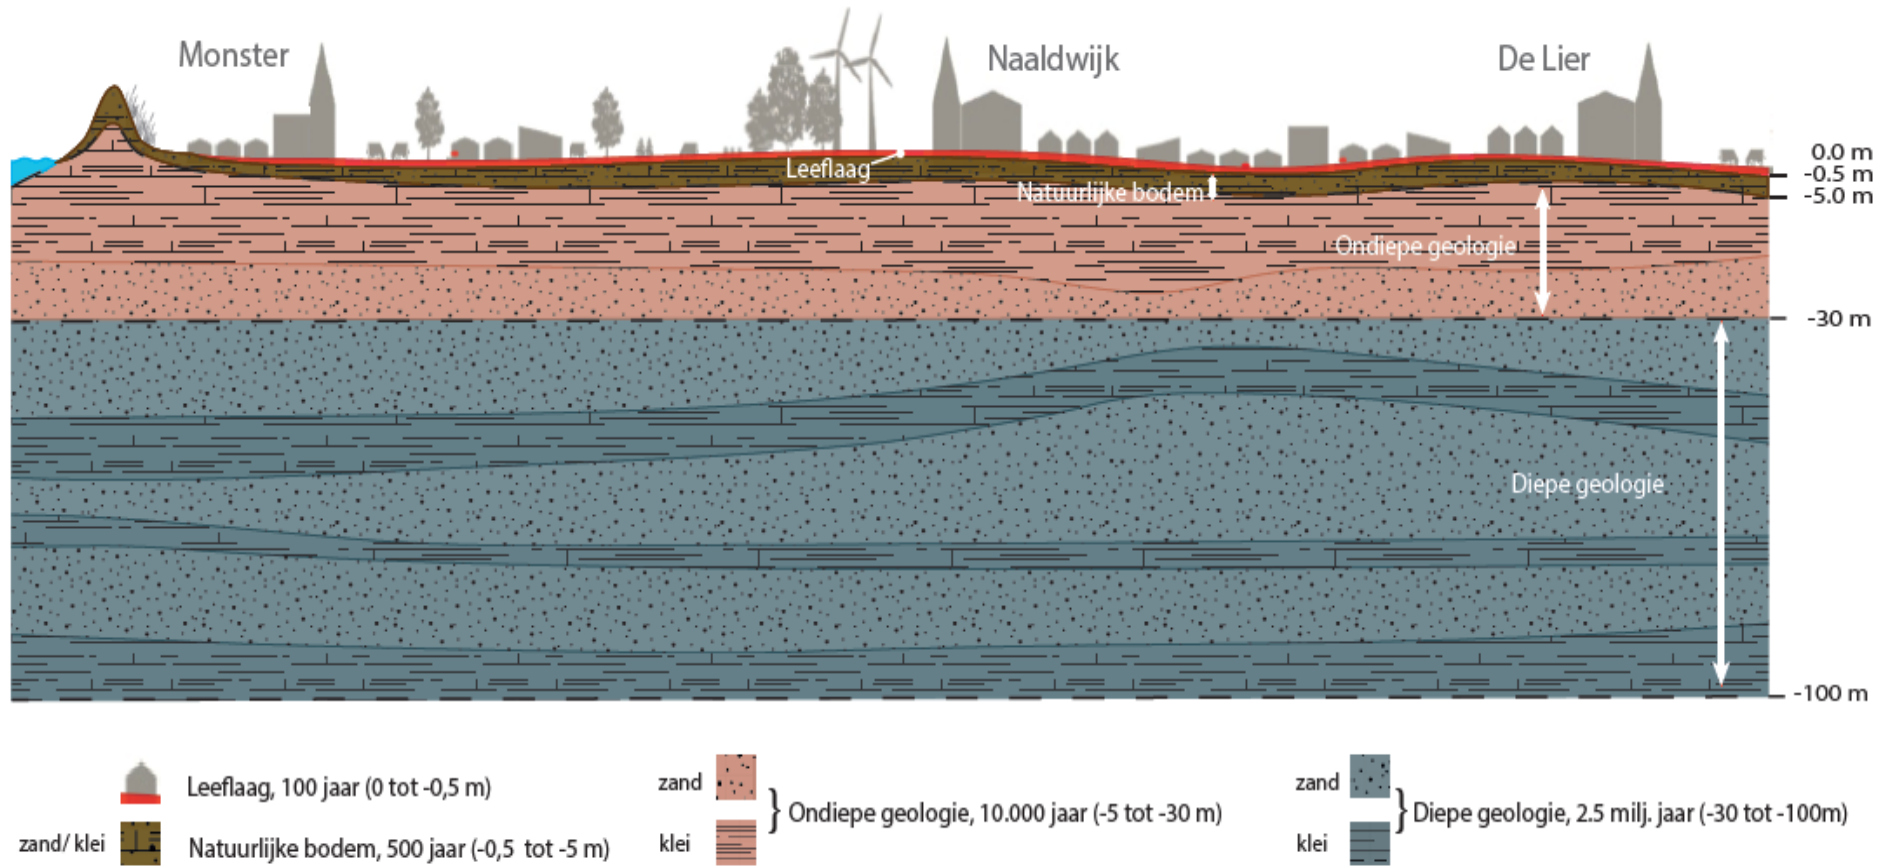 Monster
Naaldwijk
De Lier
0.0 m
Leeflaag
-0.5 m
Natuurlijke bodem
-5.0 m
Ondiepe geologie
-30 m
Diepe geologie
-100 m
Leeflaag, 100 jaar (0 tot -0,5 m)
zand/ klei
Natuurlijke bodem, 500 jaar (-0,5 tot -5 m)
zand
Ondiepe geologie, 10.000 jaar (-5 tot -30 m)
klei
zand
Diepe geologie, 2.5 milj. jaar (-30 tot -100m)
klei